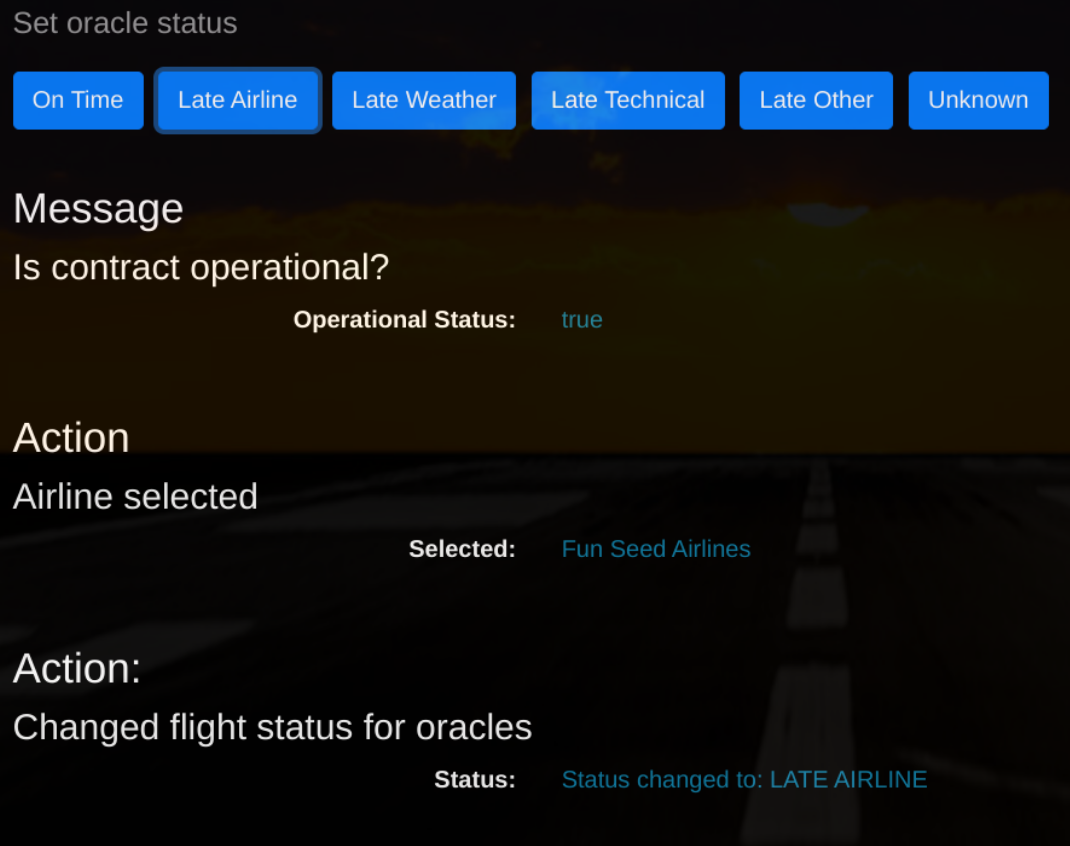 Set oracle status
On Time Late Airline Late Weather Late Technical Late Other Unknown
Message
Is contract operational?
Operational Status: true
Action
Airline selected
Selected: Fun Seed Airlines
Action:
Changed flight status for oracles
Status: Status changed to: LATE AIRLINE